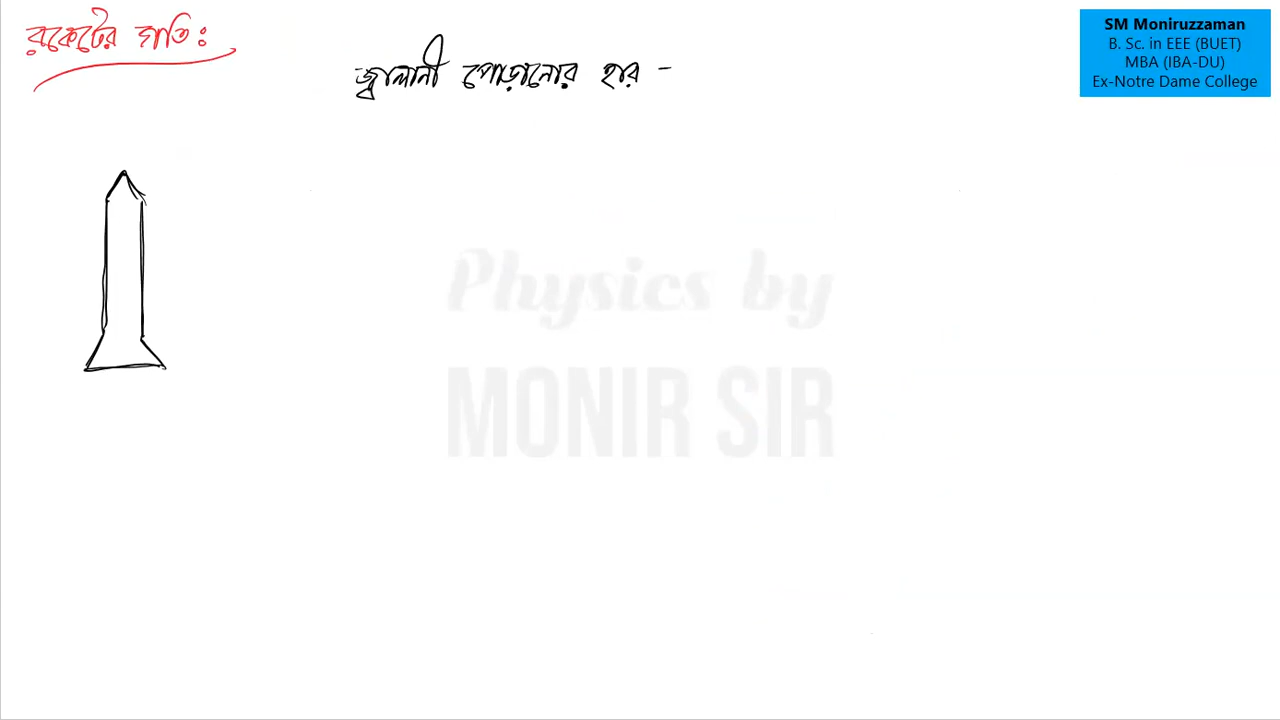 রকেটের গতি:
জ্বালানী পোড়ানোর হার -
SM Moniruzzaman
B. Sc. in EEE (BUET)
MBA (IBA-DU)
Ex-Notre Dame College
Physics by
MONIR SIR